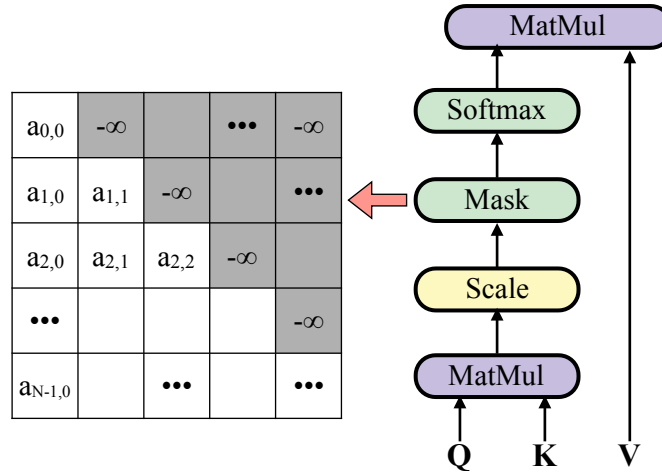 MatMul
Softmax
Mask
Scale
MatMul
Q K V
a0,0 -∞ ••• -∞
a1,0 a1,1 -∞ •••
a2,0 a2,1 a2,2 -∞
••• -∞
aN-1,0 ••• •••